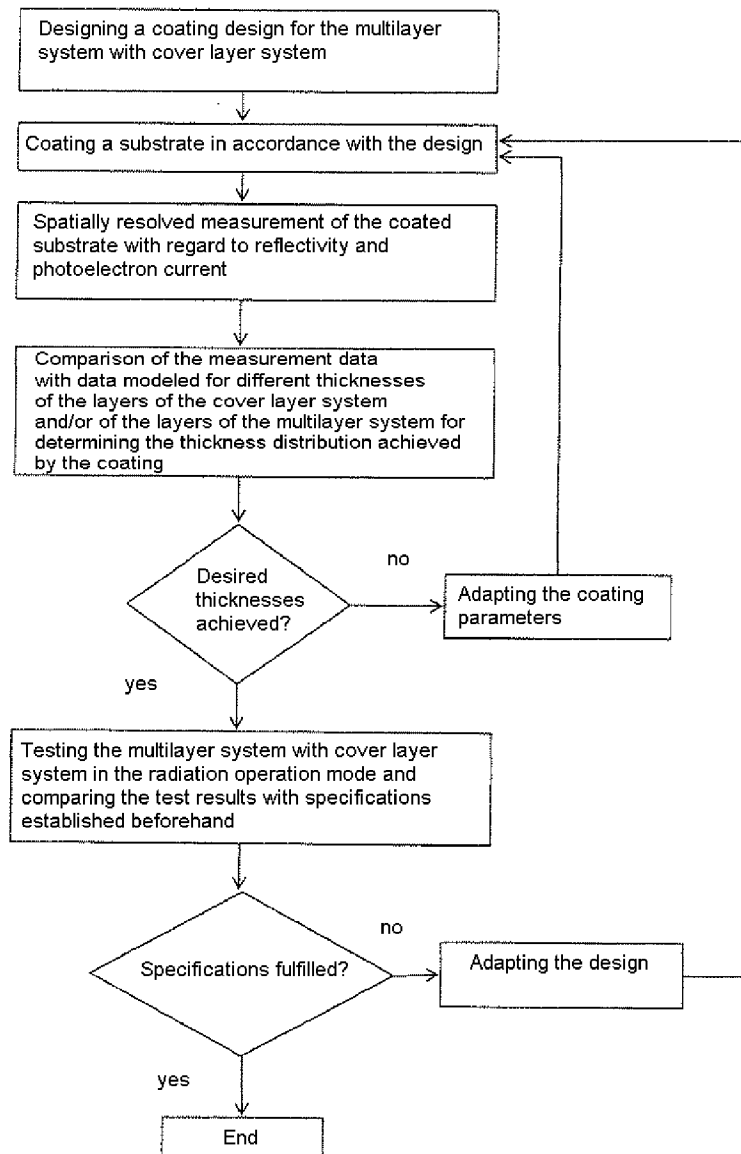 Designing a coating design for the multilayer
system with cover layer system
Coating a substrate in accordance with the design
Spatially resolved measurement of the coated
substrate with regard to reflectivity and
photoelectron current
Comparison of the measurement data
with data modeled for different thicknesses
of the layers of the cover layer system
and/or of the layers of the multilayer system for
determining the thickness distribution achieved
by the coating
no
Desired
thicknesses
achieved?
Adapting the coating
parameters
yes
Testing the multilayer system with cover layer
system in the radiation operation mode and
comparing the test results with specifications
established beforehand
no
Specifications fulfilled?
Adapting the design
yes
End